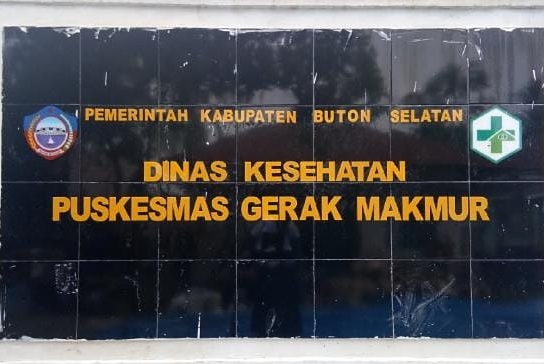 PEMERINTAH KABUPATEN BUTON SELATAN
DINAS KESEHATAN
PUSKESMAS GERAK MAKMUR